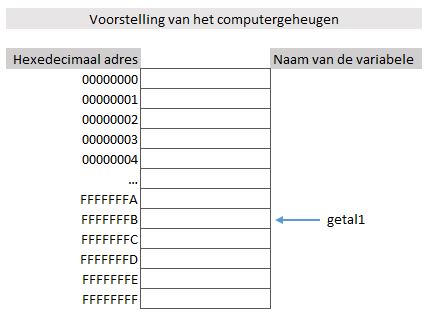 Voorstelling van het computergeheugen
Hexedecimaal adres Naam van de variabele
00000000
00000001
00000002
00000003
00000004
...
FFFFFFFA
FFFFFFFB getal1
FFFFFFFC
FFFFFFFD
FFFFFFFE
FFFFFFFF